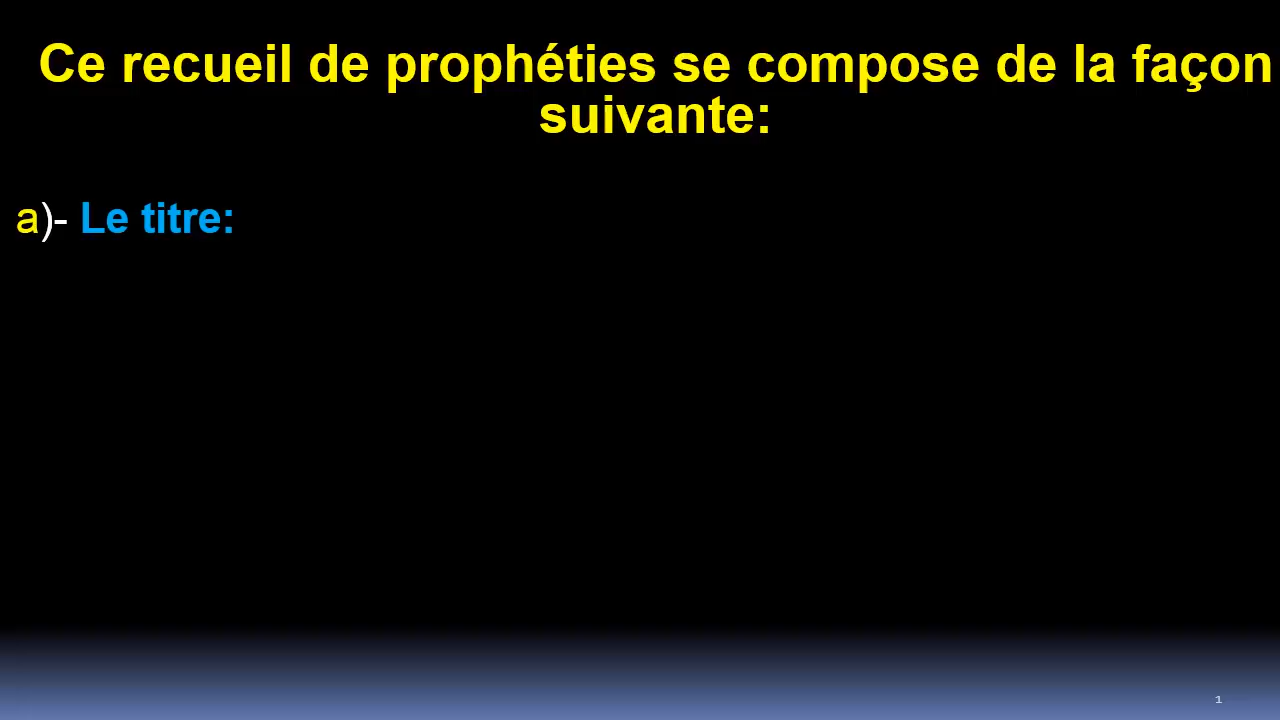 Ce recueil de prophéties se compose de la façon
suivante:
a)- Le titre:
1